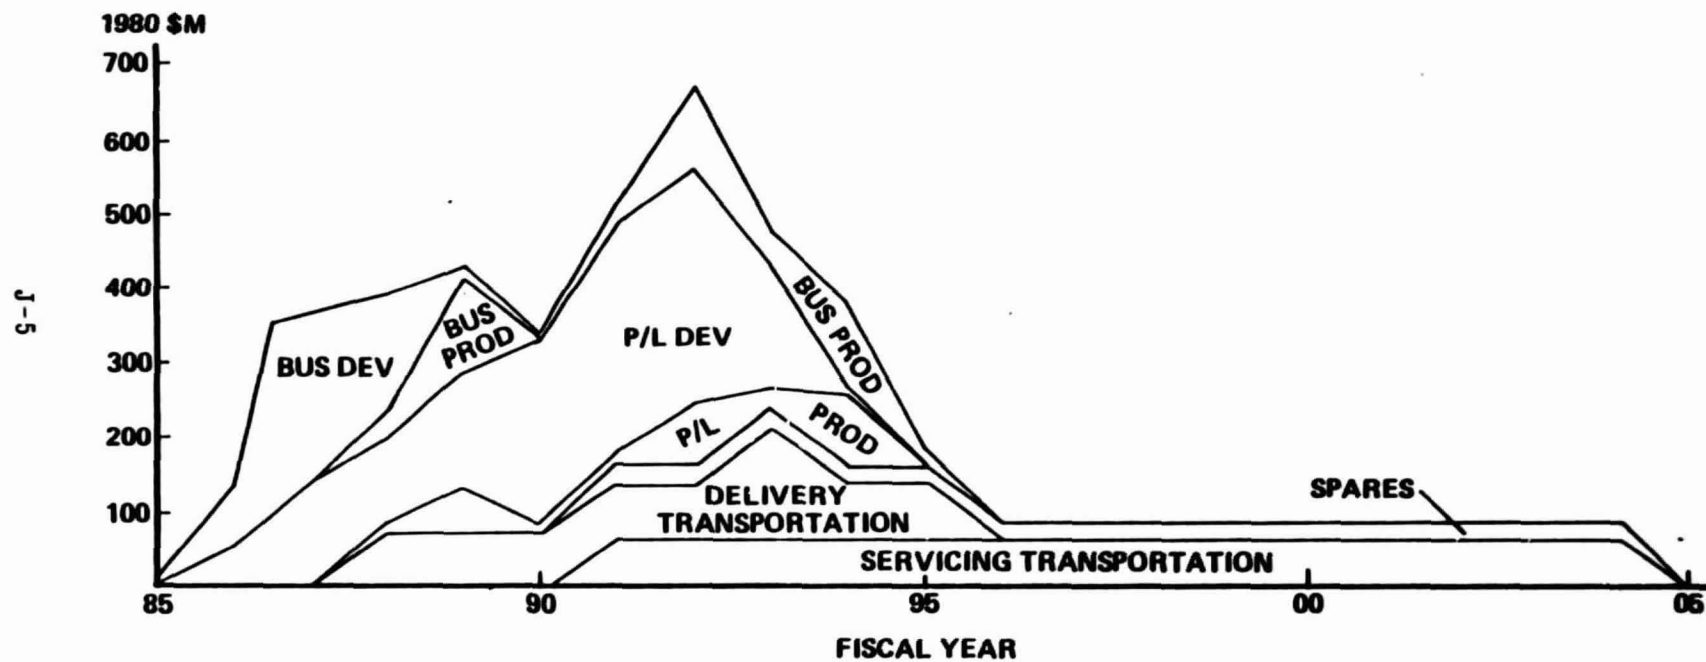 1980 $M
700
600
500
400
300
200
100
J-5
BUS DEV
BUS
PROD
P/L DEV
BUS PROD
P/L
PROD
DELIVERY
TRANSPORTATION
SPARES
SERVICING TRANSPORTATION
85
90
95
00
05
FISCAL YEAR